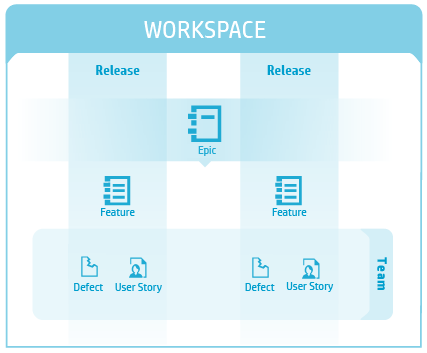 WORKSPACE
Release Release
Epic
Feature Feature
Defect User Story Defect User Story
Team